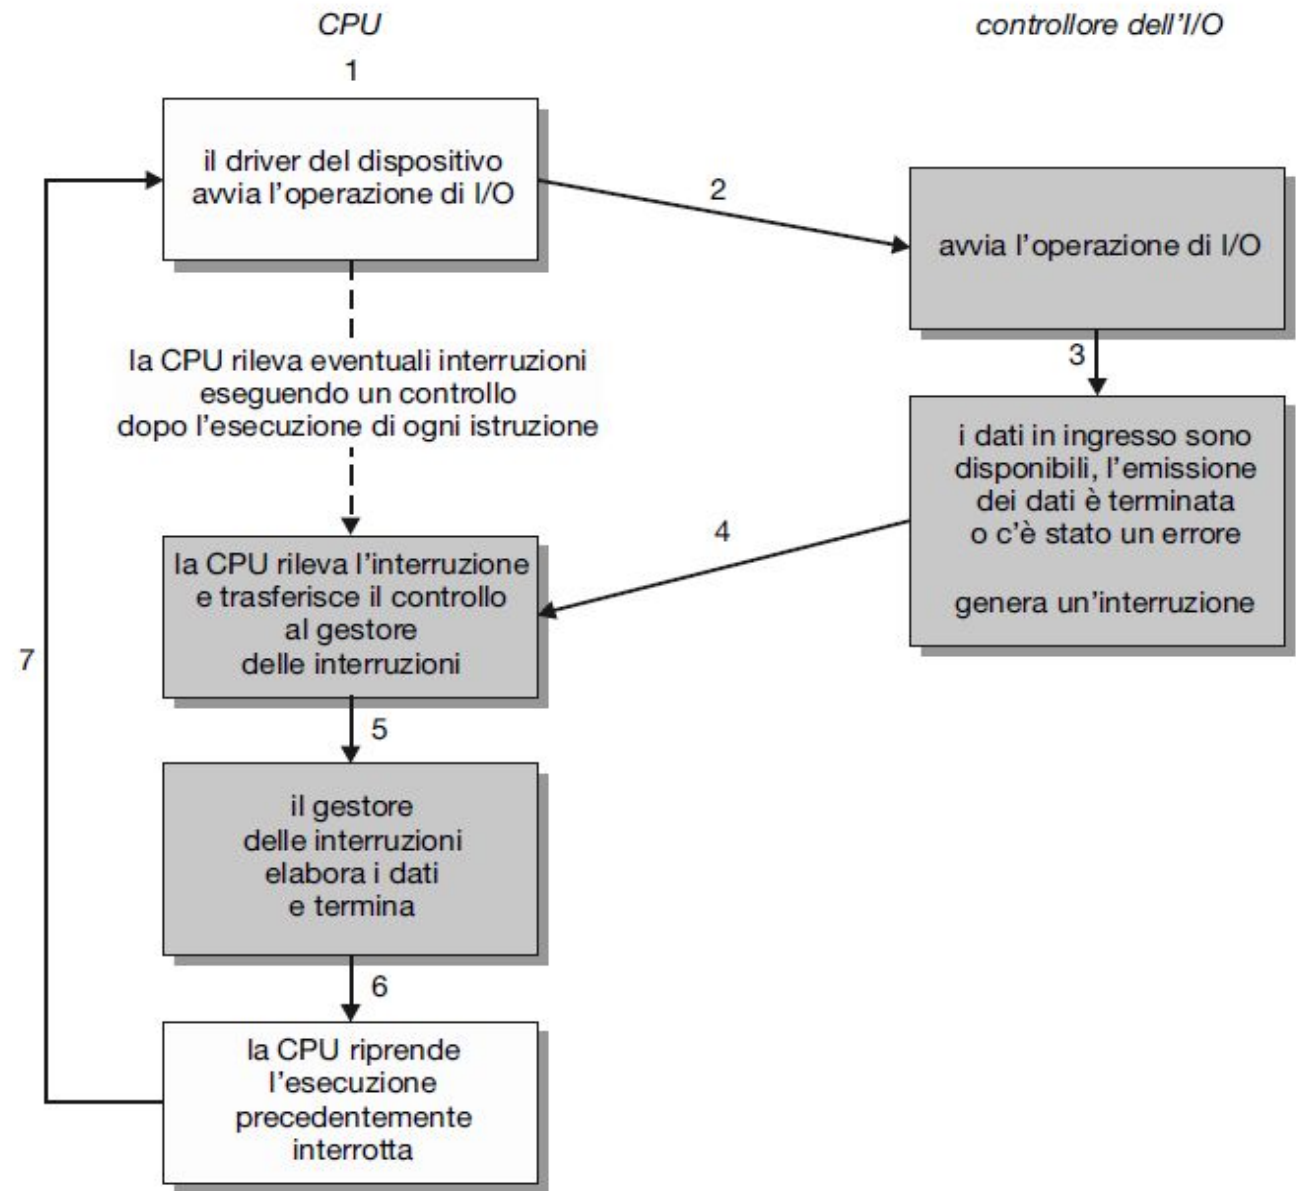 CPU
controllore dell'I/O
1
il driver del dispositivo
avvia l'operazione di I/O
2
avvia l'operazione di I/O
3
la CPU rileva eventuali interruzioni
eseguendo un controllo
dopo l'esecuzione di ogni istruzione
i dati in ingresso sono
disponibili, l'emissione
dei dati è terminata
o c'è stato un errore
genera un'interruzione
4
la CPU rileva l'interruzione
e trasferisce il controllo
al gestore
delle interruzioni
7
5
il gestore
delle interruzioni
elabora i dati
e termina
6
la CPU riprende
l'esecuzione
precedentemente
interrotta